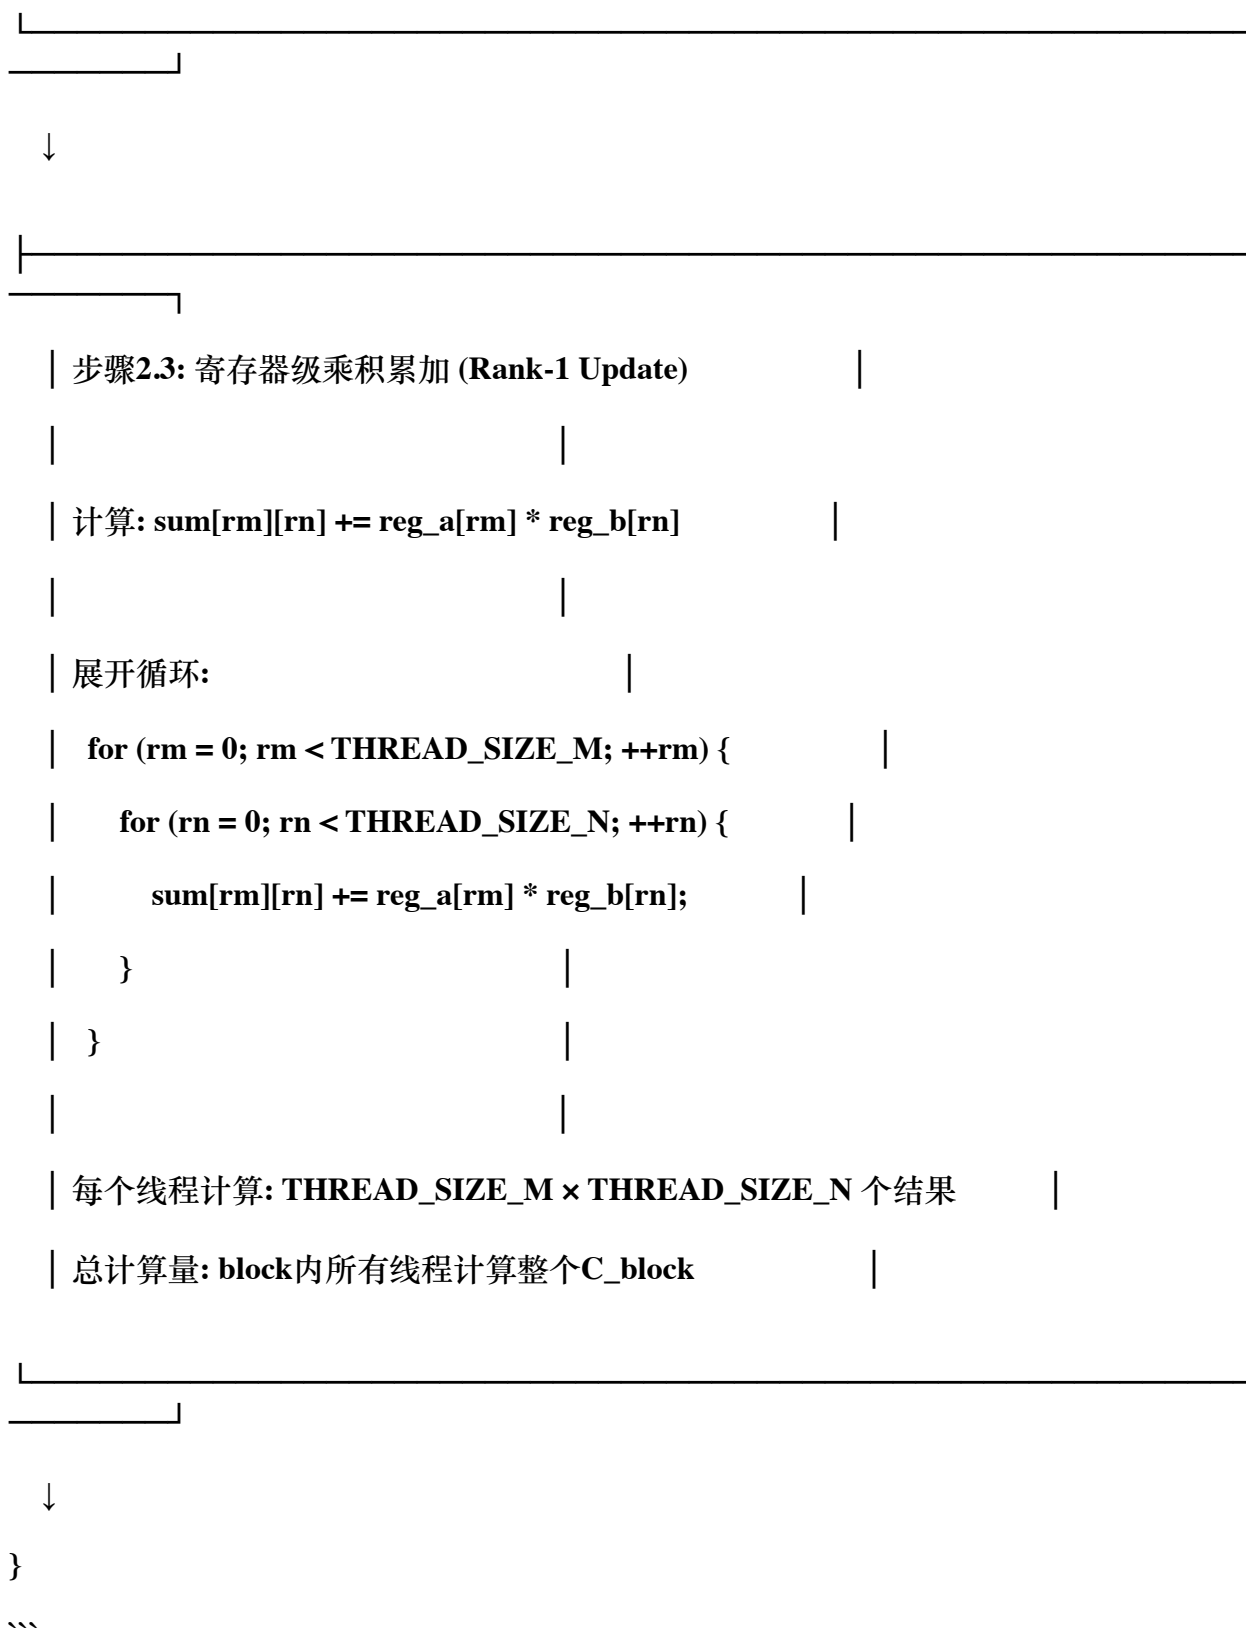 └──────────────────────────────────────────────────────
───────┘
↓
├──────────────────────────────────────────────────────
───────┐
│ 步骤2.3: 寄存器级乘积累加 (Rank-1 Update) │
│ │
│ 计算: sum[rm][rn] += reg_a[rm] * reg_b[rn] │
│ │
│ 展开循环: │
│ for (rm = 0; rm < THREAD_SIZE_M; ++rm) { │
│ for (rn = 0; rn < THREAD_SIZE_N; ++rn) { │
│ sum[rm][rn] += reg_a[rm] * reg_b[rn]; │
│ } │
│ } │
│ │
│ 每个线程计算: THREAD_SIZE_M × THREAD_SIZE_N 个结果 │
│ 总计算量: block内所有线程计算整个C_block │
└──────────────────────────────────────────────────────
───────┘
↓
}
```